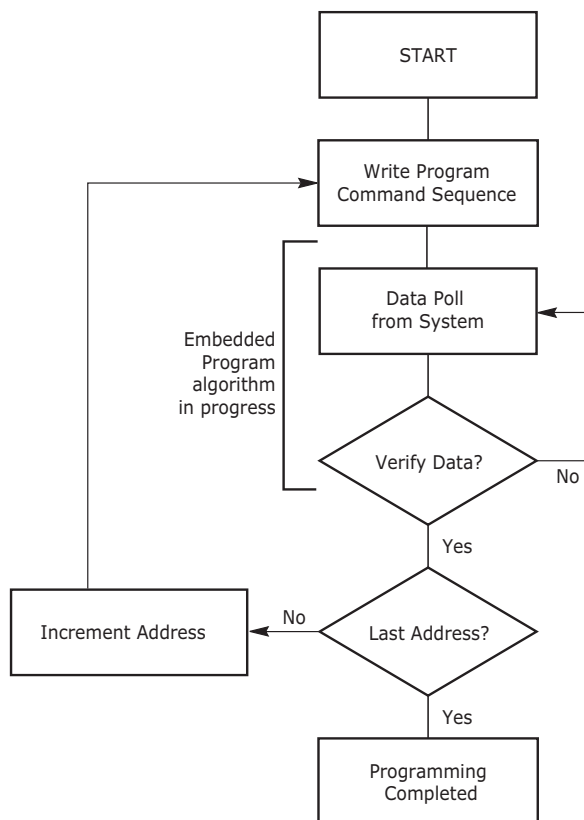 START
Write Program
Command Sequence
Data Poll
from System
Embedded
Program
algorithm
in progress
Verify Data?
No
Yes
Increment Address
No
Last Address?
Yes
Programming
Completed